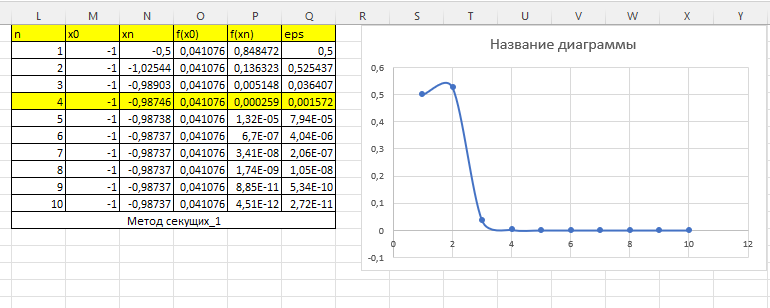 L M N O P Q R S T U V W X Y
n x0 xn f(x0) f(xn) eps
1 -1 -0,5 0,041076 0,848472 0,5
2 -1 -1,02544 0,041076 0,136323 0,525437
3 -1 -0,98903 0,041076 0,005148 0,036407
4 -1 -0,98746 0,041076 0,000259 0,001572
5 -1 -0,98738 0,041076 1,32E-05 7,94E-05
6 -1 -0,98737 0,041076 6,7E-07 4,04E-06
7 -1 -0,98737 0,041076 3,41E-08 2,06E-07
8 -1 -0,98737 0,041076 1,74E-09 1,05E-08
9 -1 -0,98737 0,041076 8,85E-11 5,34E-10
10 -1 -0,98737 0,041076 4,51E-12 2,72E-11
Метод секущих_1
Название диаграммы
0,6
0,5
0,4
0,3
0,2
0,1
0
-0,1
0 2 4 6 8 10 12